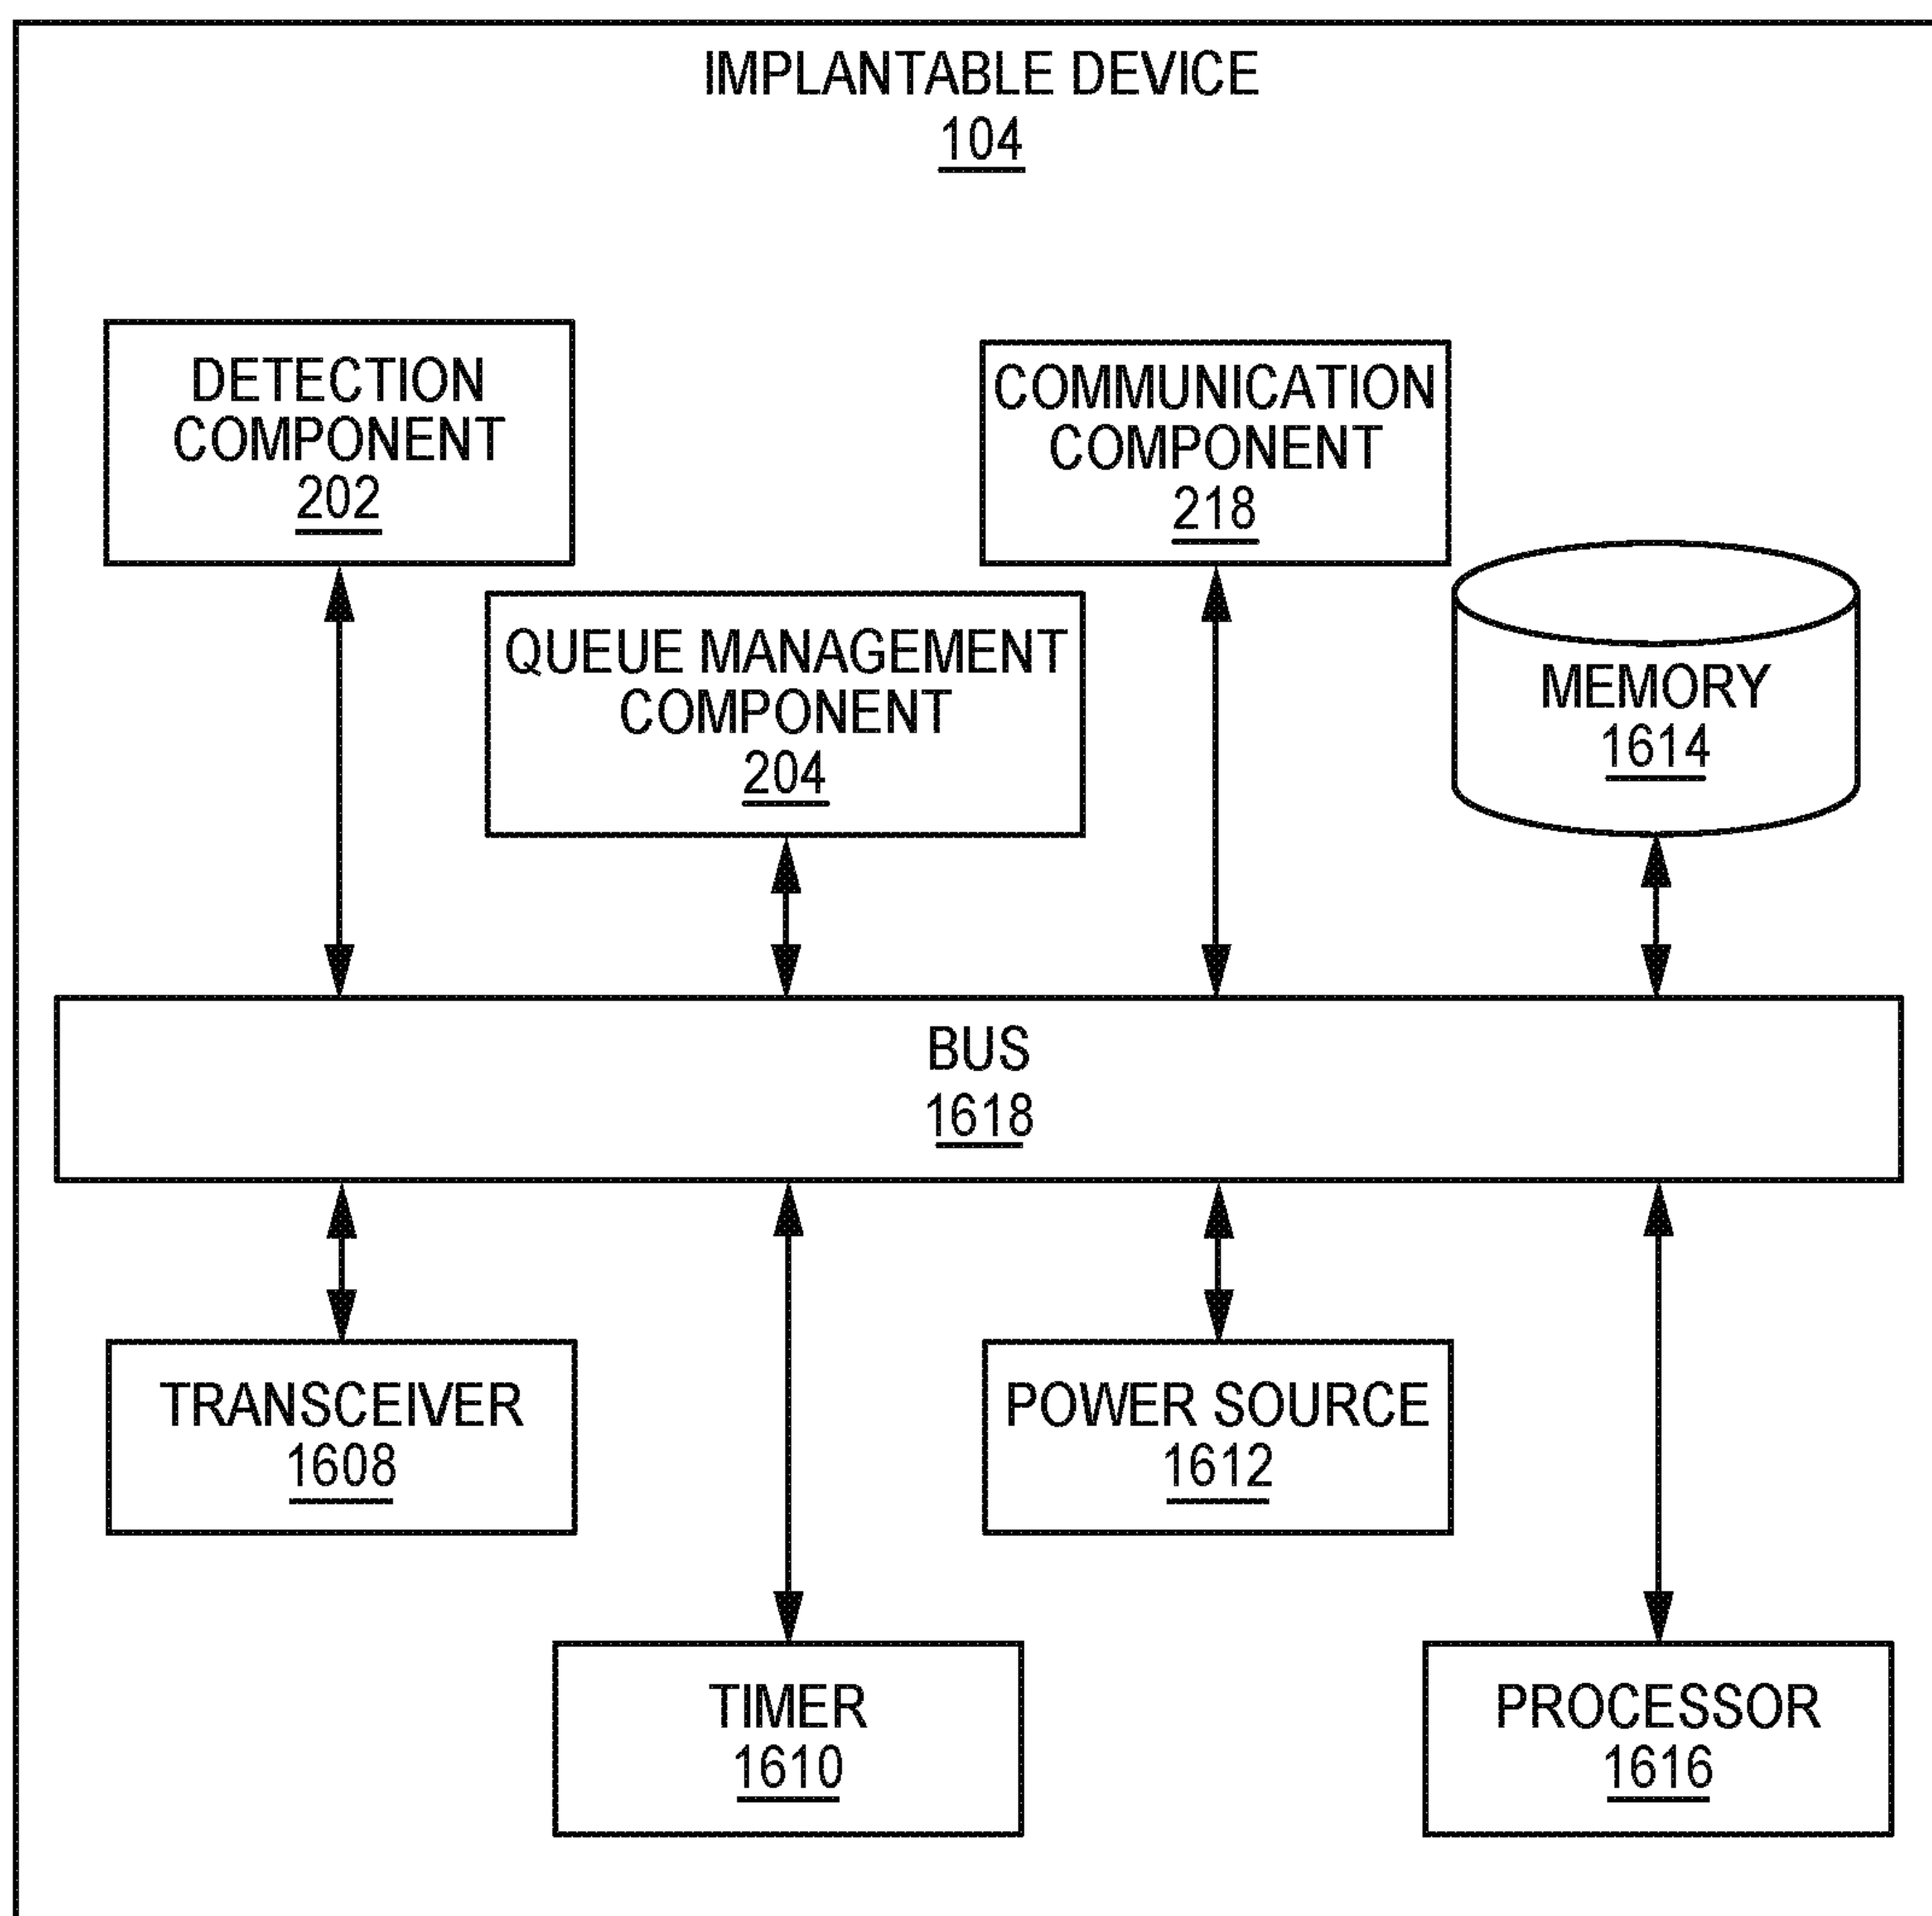 IMPLANTABLE DEVICE
104
DETECTION
COMPONENT
202
COMMUNICATION
COMPONENT
218
QUEUE MANAGEMENT
COMPONENT
204
MEMORY
1614
BUS
1618
TRANSCEIVER
1608
POWER SOURCE
1612
TIMER
1610
PROCESSOR
1616